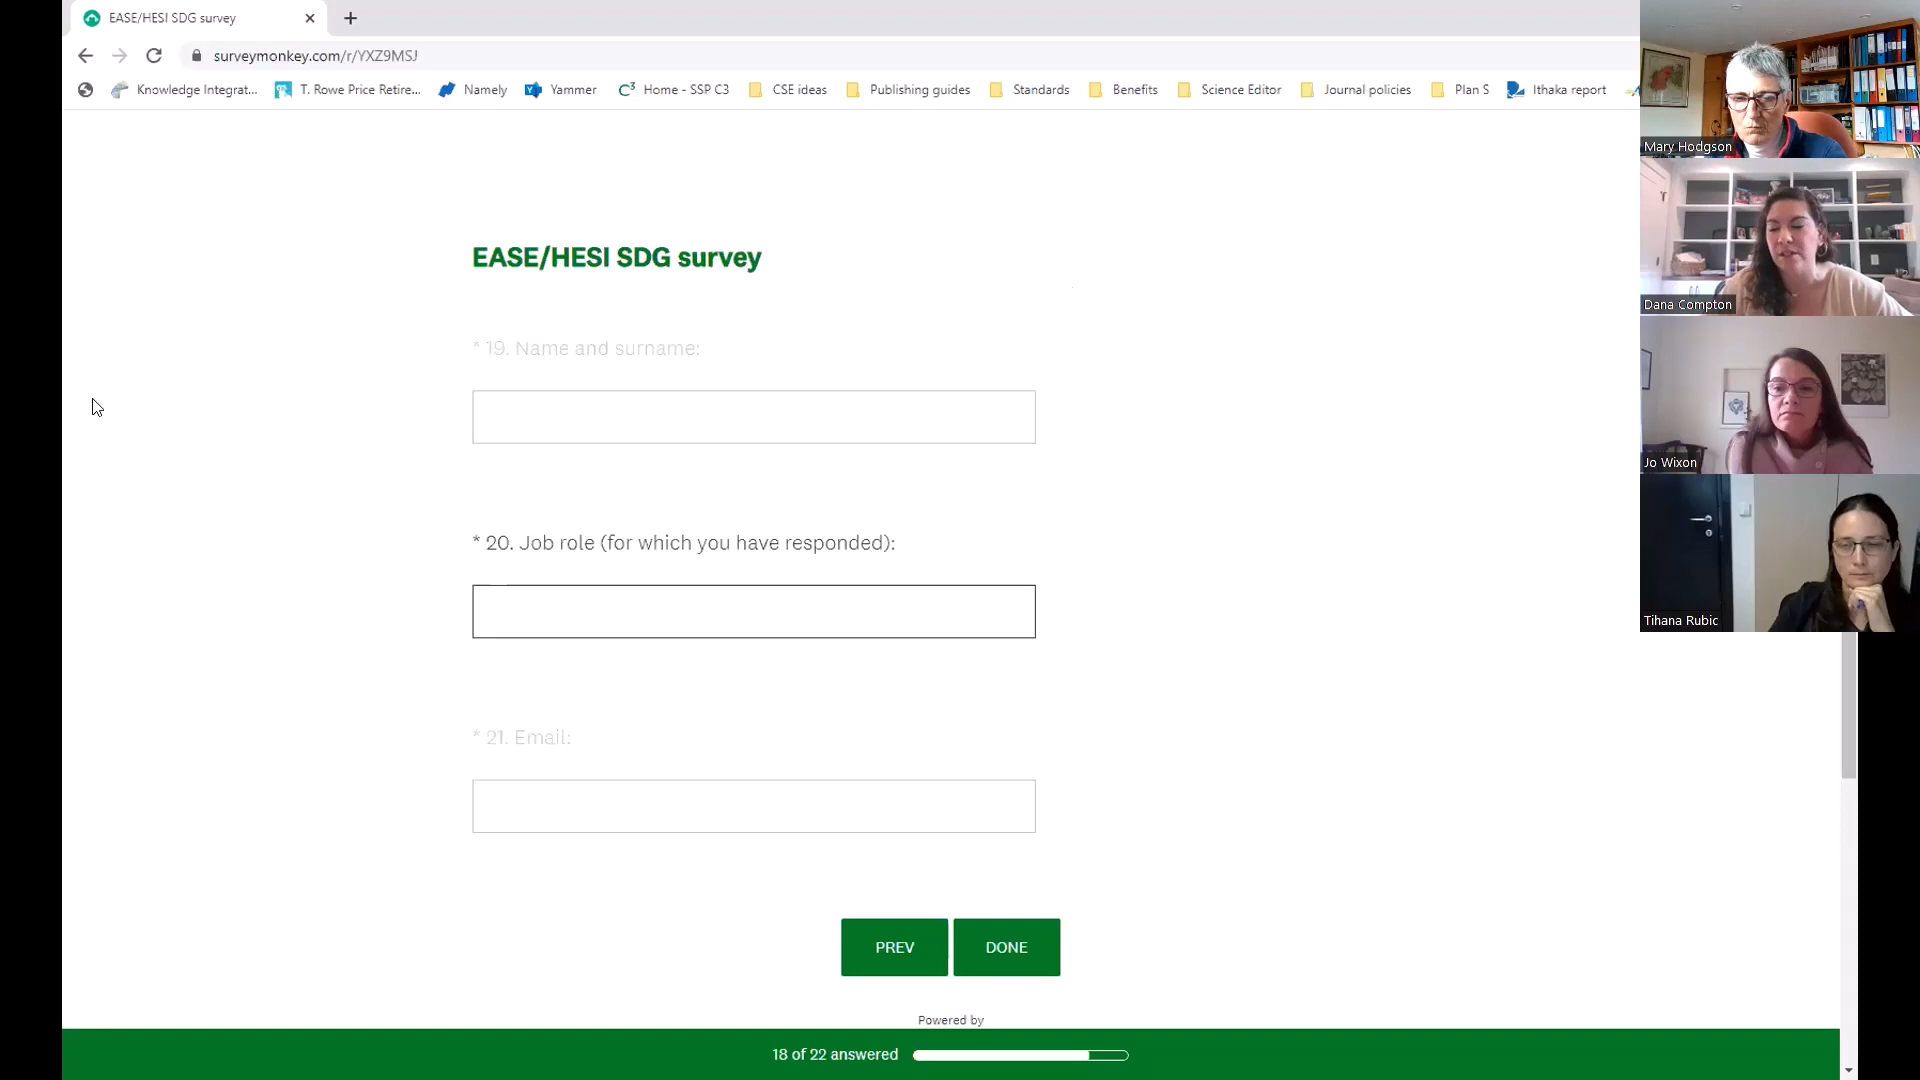 EASE/HESI SDG survey
surveymonkey.com/r/YXZ9MSJ
Knowledge Integrat... T. Rowe Price Retire... Namely Yammer C3 Home - SSP C3 CSE ideas Publishing guides Standards Benefits Science Editor Journal policies Plan S Ithaka report
EASE/HESI SDG survey
* 19. Name and surname:
* 20. Job role (for which you have responded):
* 21. Email:
PREV DONE
Powered by
18 of 22 answered
Mary Hodgson
Dana Compton
Jo Wixon
Tihana Rubic